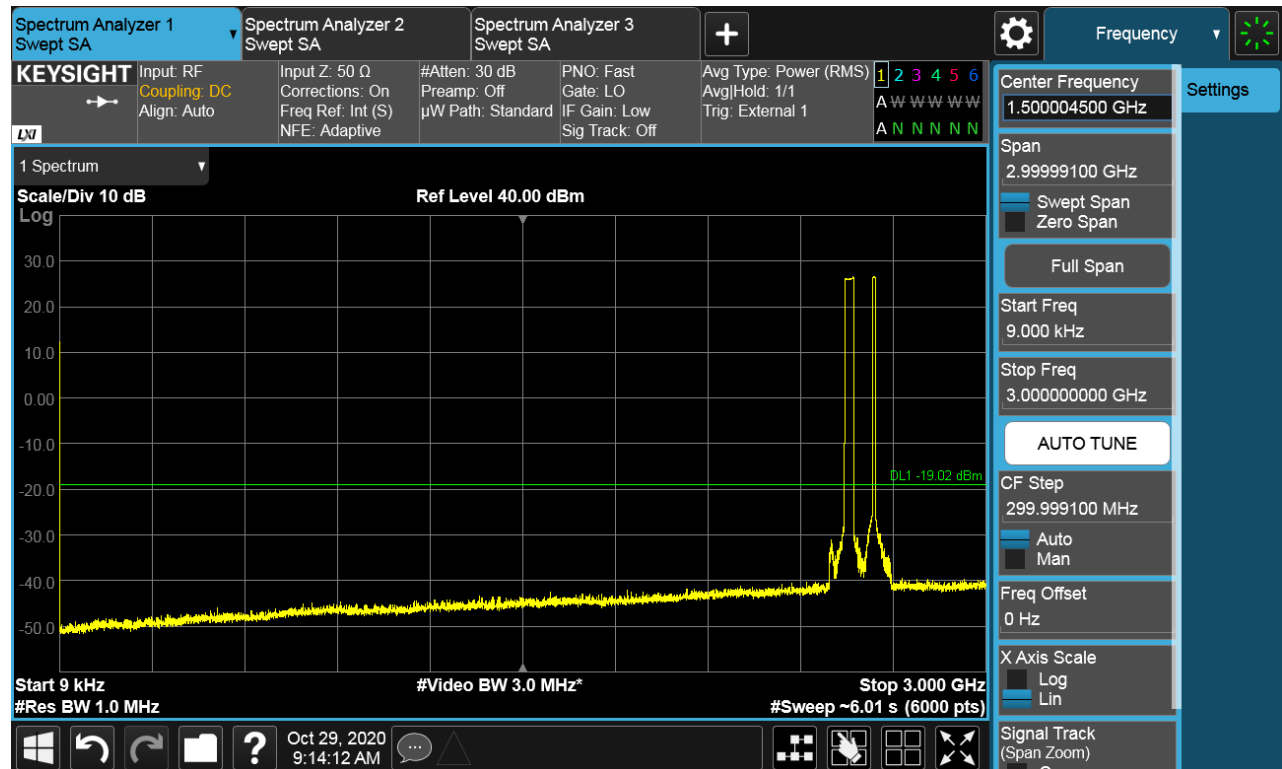 Spectrum Analyzer 1
Swept SA
Spectrum Analyzer 2
Swept SA
Spectrum Analyzer 3
Swept SA
Frequency
KEYSIGHT
LXI
Input: RF
Coupling: DC
Align: Auto
Input Z: 50 Ω
Corrections: On
Freq Ref: Int (S)
NFE: Adaptive
#Atten: 30 dB
Preamp: Off
µW Path: Standard
PNO: Fast
Gate: LO
IF Gain: Low
Sig Track: Off
Avg Type: Power (RMS)
Avg|Hold: 1/1
Trig: External 1
1 2 3 4 5 6
A W W W W W
A N N N N N
1 Spectrum
Scale/Div 10 dB
Ref Level 40.00 dBm
Log
30.0
20.0
10.0
0.00
-10.0
-20.0
-30.0
-40.0
-50.0
DL1 -19.02 dBm
Start 9 kHz
#Video BW 3.0 MHz*
Stop 3.000 GHz
#Res BW 1.0 MHz
#Sweep ~6.01 s (6000 pts)
Center Frequency
1.500004500 GHz
Settings
Span
2.99999100 GHz
Swept Span
Zero Span
Full Span
Start Freq
9.000 kHz
Stop Freq
3.000000000 GHz
AUTO TUNE
CF Step
299.999100 MHz
Auto
Man
Freq Offset
0 Hz
X Axis Scale
Log
Lin
Signal Track
(Span Zoom)
?
Oct 29, 2020
9:14:12 AM